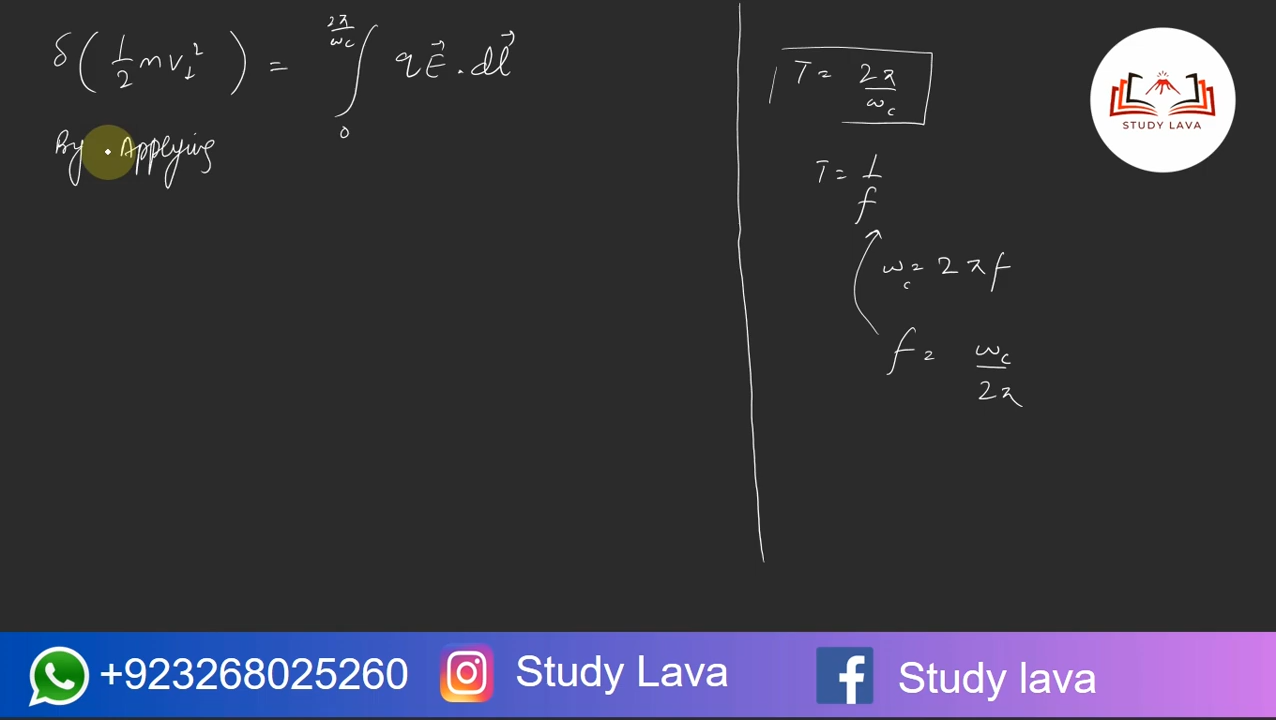 δ(1/2 m v⊥²) = ∫₀^(2π/ωc) qE⃗ . dl⃗
By Applying
T = 2π/ωc
T = 1/f
ωc = 2πf
f = ωc/2π
STUDY LAVA
+923268025260
Study Lava
Study lava